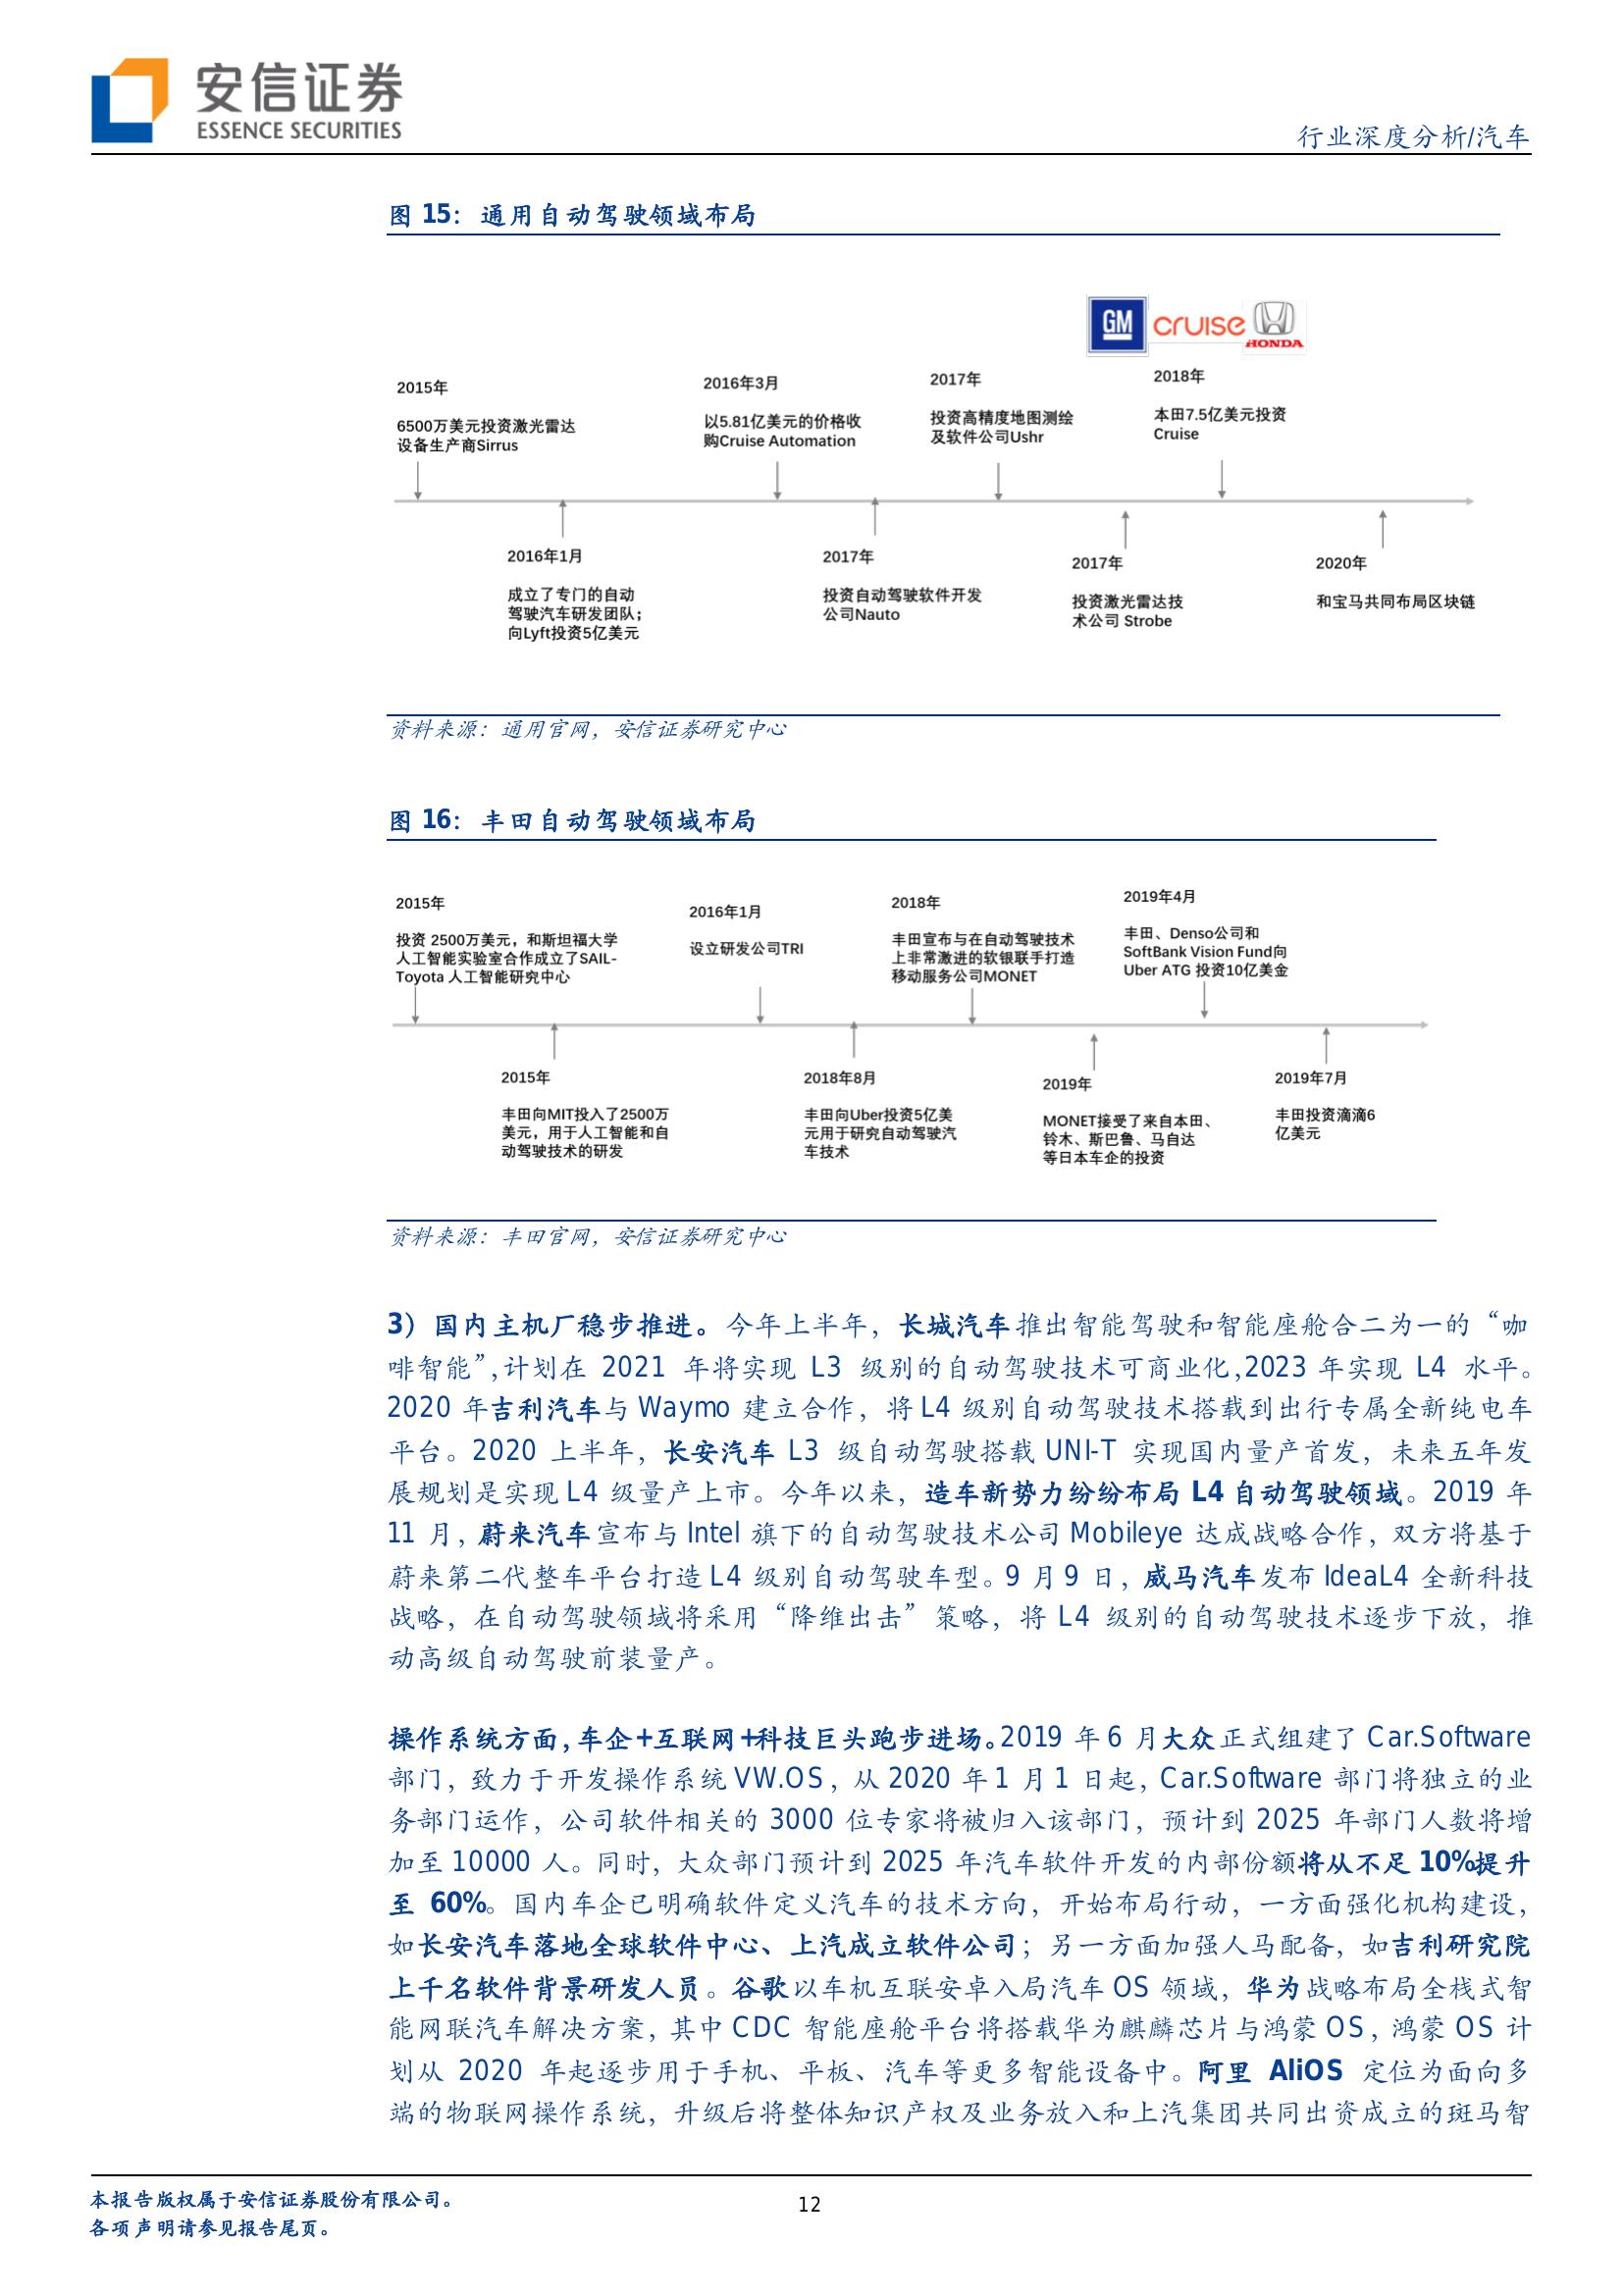 安信证券
ESSENCE SECURITIES
行业深度分析/汽车
图 15：通用自动驾驶领域布局
GM
cruise
HONDA
2015年
6500万美元投资激光雷达
设备生产商Sirrus
2016年3月
以5.81亿美元的价格收
购Cruise Automation
2017年
投资高精度地图测绘
及软件公司Ushr
2018年
本田7.5亿美元投资
Cruise
2016年1月
成立了专门的自动
驾驶汽车研发团队；
向Lyft投资5亿美元
2017年
投资自动驾驶软件开发
公司Nauto
2017年
投资激光雷达技
术公司 Strobe
2020年
和宝马共同布局区块链
资料来源：通用官网，安信证券研究中心
图 16：丰田自动驾驶领域布局
2015年
投资 2500万美元，和斯坦福大学
人工智能实验室合作成立了SAIL-
Toyota 人工智能研究中心
2016年1月
设立研发公司TRI
2018年
丰田宣布与在自动驾驶技术
上非常激进的软银联手打造
移动服务公司MONET
2019年4月
丰田、Denso公司和
SoftBank Vision Fund向
Uber ATG 投资10亿美金
2015年
丰田向MIT投入了2500万
美元，用于人工智能和自
动驾驶技术的研发
2018年8月
丰田向Uber投资5亿美
元用于研究自动驾驶汽
车技术
2019年
MONET接受了来自本田、
铃木、斯巴鲁、马自达
等日本车企的投资
2019年7月
丰田投资滴滴6
亿美元
资料来源：丰田官网，安信证券研究中心
3）国内主机厂稳步推进。今年上半年，长城汽车推出智能驾驶和智能座舱合二为一的“咖
啡智能”,计划在 2021 年将实现 L3 级别的自动驾驶技术可商业化,2023 年实现 L4 水平。
2020 年吉利汽车与 Waymo 建立合作，将 L4 级别自动驾驶技术搭载到出行专属全新纯电车
平台。2020 上半年，长安汽车 L3 级自动驾驶搭载 UNI-T 实现国内量产首发，未来五年发
展规划是实现 L4 级量产上市。今年以来，造车新势力纷纷布局 L4 自动驾驶领域。2019 年
11 月，蔚来汽车宣布与 Intel 旗下的自动驾驶技术公司 Mobileye 达成战略合作，双方将基于
蔚来第二代整车平台打造 L4 级别自动驾驶车型。9 月 9 日，威马汽车发布 IdeaL4 全新科技
战略，在自动驾驶领域将采用“降维出击”策略，将 L4 级别的自动驾驶技术逐步下放，推
动高级自动驾驶前装量产。
操作系统方面，车企+互联网+科技巨头跑步进场。2019 年 6 月大众正式组建了 Car.Software
部门，致力于开发操作系统 VW.OS，从 2020 年 1 月 1 日起，Car.Software 部门将独立的业
务部门运作，公司软件相关的 3000 位专家将被归入该部门，预计到 2025 年部门人数将增
加至 10000 人。同时，大众部门预计到 2025 年汽车软件开发的内部份额将从不足 10%提升
至 60%。国内车企已明确软件定义汽车的技术方向，开始布局行动，一方面强化机构建设，
如长安汽车落地全球软件中心、上汽成立软件公司；另一方面加强人马配备，如吉利研究院
上千名软件背景研发人员。谷歌以车机互联安卓入局汽车 OS 领域，华为战略布局全栈式智
能网联汽车解决方案，其中 CDC 智能座舱平台将搭载华为麒麟芯片与鸿蒙 OS，鸿蒙 OS 计
划从 2020 年起逐步用于手机、平板、汽车等更多智能设备中。阿里 AliOS 定位为面向多
端的物联网操作系统，升级后将整体知识产权及业务放入和上汽集团共同出资成立的斑马智
本报告版权属于安信证券股份有限公司。
各项声明请参见报告尾页。
12